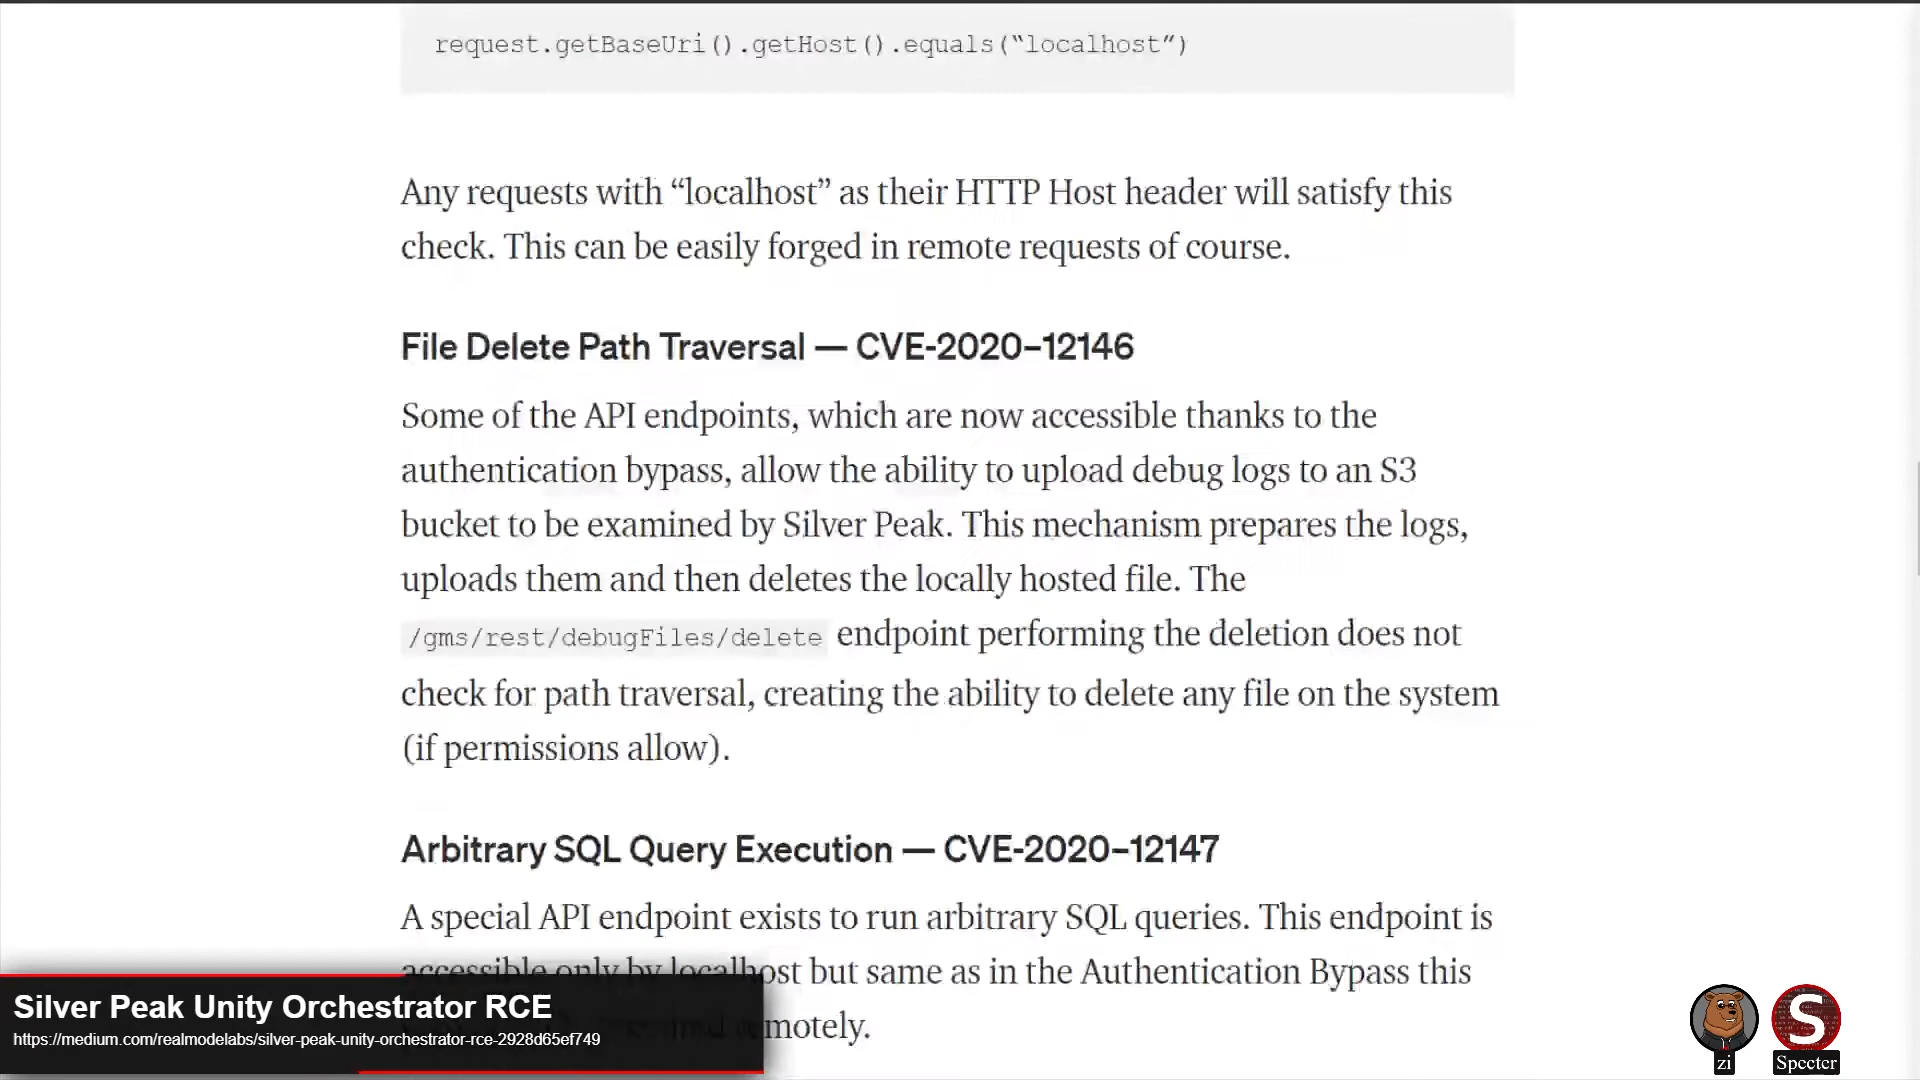 request.getBaseUri().getHost().equals(“localhost”)
Any requests with “localhost” as their HTTP Host header will satisfy this
check. This can be easily forged in remote requests of course.
File Delete Path Traversal — CVE-2020–12146
Some of the API endpoints, which are now accessible thanks to the
authentication bypass, allow the ability to upload debug logs to an S3
bucket to be examined by Silver Peak. This mechanism prepares the logs,
uploads them and then deletes the locally hosted file. The
/gms/rest/debugFiles/delete endpoint performing the deletion does not
check for path traversal, creating the ability to delete any file on the system
(if permissions allow).
Arbitrary SQL Query Execution — CVE-2020–12147
A special API endpoint exists to run arbitrary SQL queries. This endpoint is
accessible only by localhost but same as in the Authentication Bypass this
remotely.
Silver Peak Unity Orchestrator RCE
https://medium.com/realmodelabs/silver-peak-unity-orchestrator-rce-2928d65ef749
zi
S
Specter